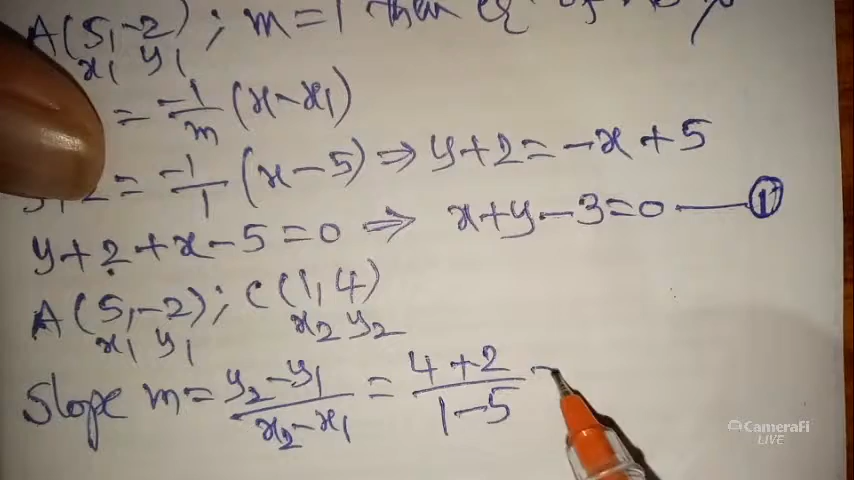 A(5,-2); m=1 then
x₁ y₁
= -1/m (x-x₁)
= -1/1 (x-5) ⇒ y+2=-x+5
y+2+x-5=0 ⇒ x+y-3=0 —— ①
A(5,-2); C(1,4)
x₁ y₁ x₂ y₂
Slope m = y₂-y₁/x₂-x₁ = 4+2/1-5
CameraFi
LIVE